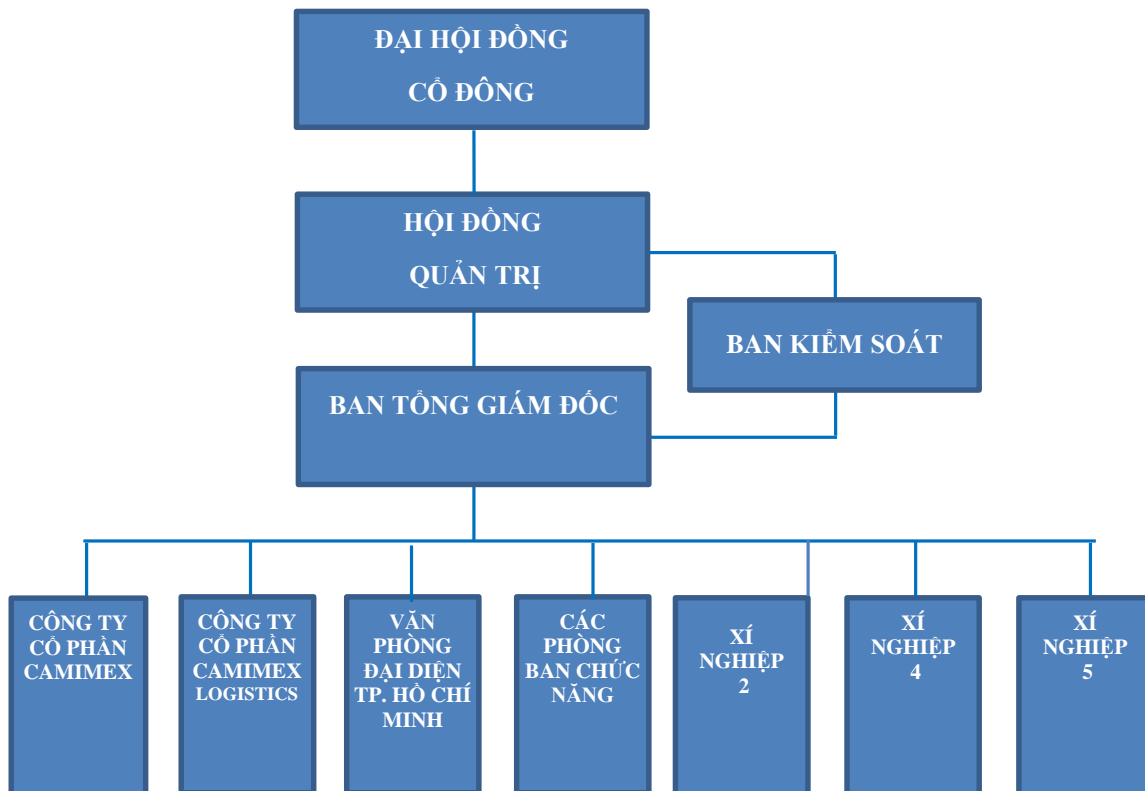 ĐẠI HỘI ĐỒNG
CỔ ĐÔNG
HỘI ĐỒNG
QUẢN TRỊ
BAN KIỂM SOÁT
BAN TỔNG GIÁM ĐỐC
CÔNG TY
CỔ PHẦN
CAMIMEX
CÔNG TY
CỔ PHẦN
CAMIMEX
LOGISTICS
VĂN
PHÒNG
ĐẠI DIỆN
TP. HỒ CHÍ
MINH
CÁC
PHÒNG
BAN CHỨC
NĂNG
XÍ
NGHIỆP
2
XÍ
NGHIỆP
4
XÍ
NGHIỆP
5